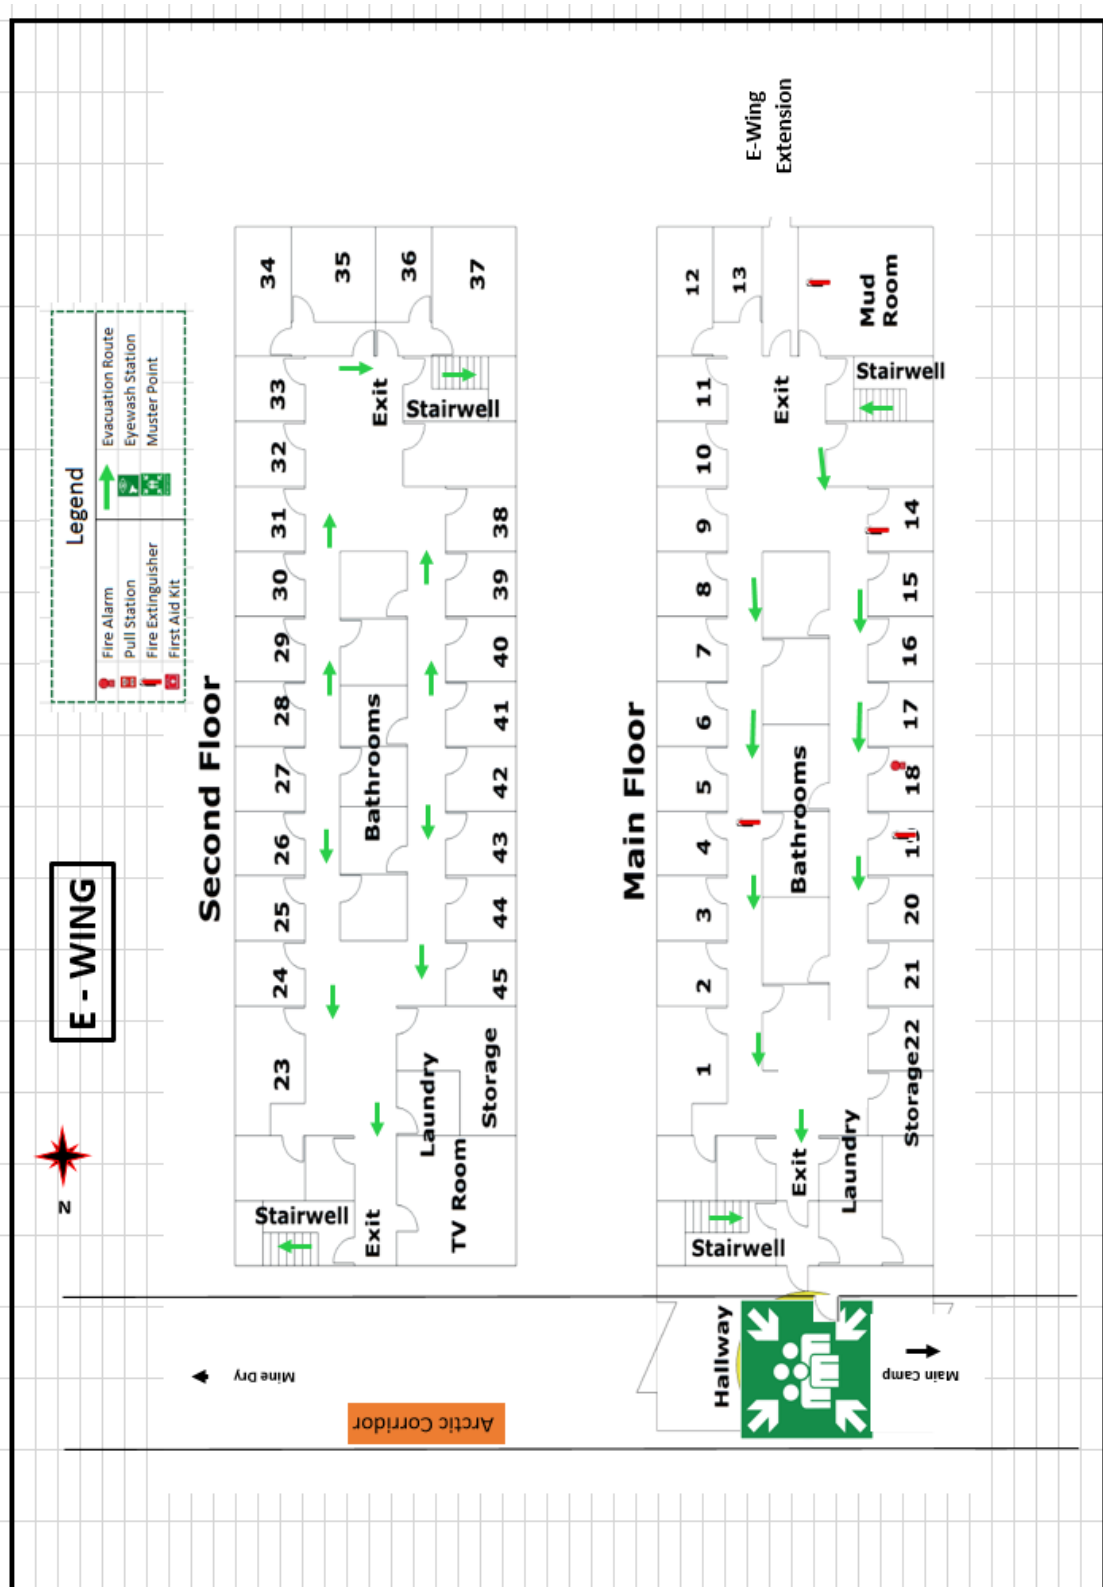 E - WING
N
Legend
Fire Alarm
Pull Station
Fire Extinguisher
First Aid Kit
Evacuation Route
Eyewash Station
Muster Point
Second Floor
34
35
36
37
33
32
31
30
29
28
27
26
25
24
23
Exit
Stairwell
38
39
40
41
42
43
44
45
Bathrooms
Storage
Laundry
TV Room
Stairwell
Exit
Main Floor
E-Wing
Extension
12
13
Mud
Room
11
10
9
8
7
6
5
4
3
2
1
Exit
Stairwell
14
15
16
17
18
20
21
22
Bathrooms
Storage
Laundry
Exit
Stairwell
Hallway
Mine Dry
Arctic Corridor
Main Camp